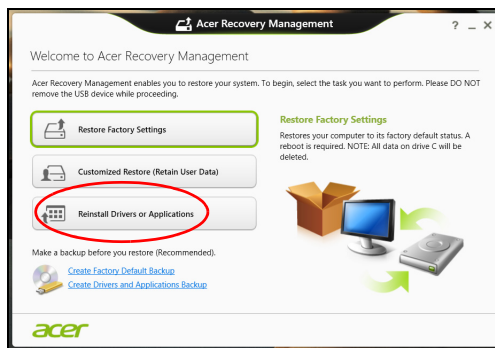 Acer Recovery Management
? _ X
Welcome to Acer Recovery Management
Acer Recovery Management enables you to restore your system. To begin, select the task you want to perform. Please DO NOT
remove the USB device while proceeding.
Restore Factory Settings
Customized Restore (Retain User Data)
Reinstall Drivers or Applications
Restore Factory Settings
Restores your computer to its factory default status. A
reboot is required. NOTE: All data on drive C will be
deleted.
Make a backup before you restore (Recommended).
Create Factory Default Backup
Create Drivers and Applications Backup
acer